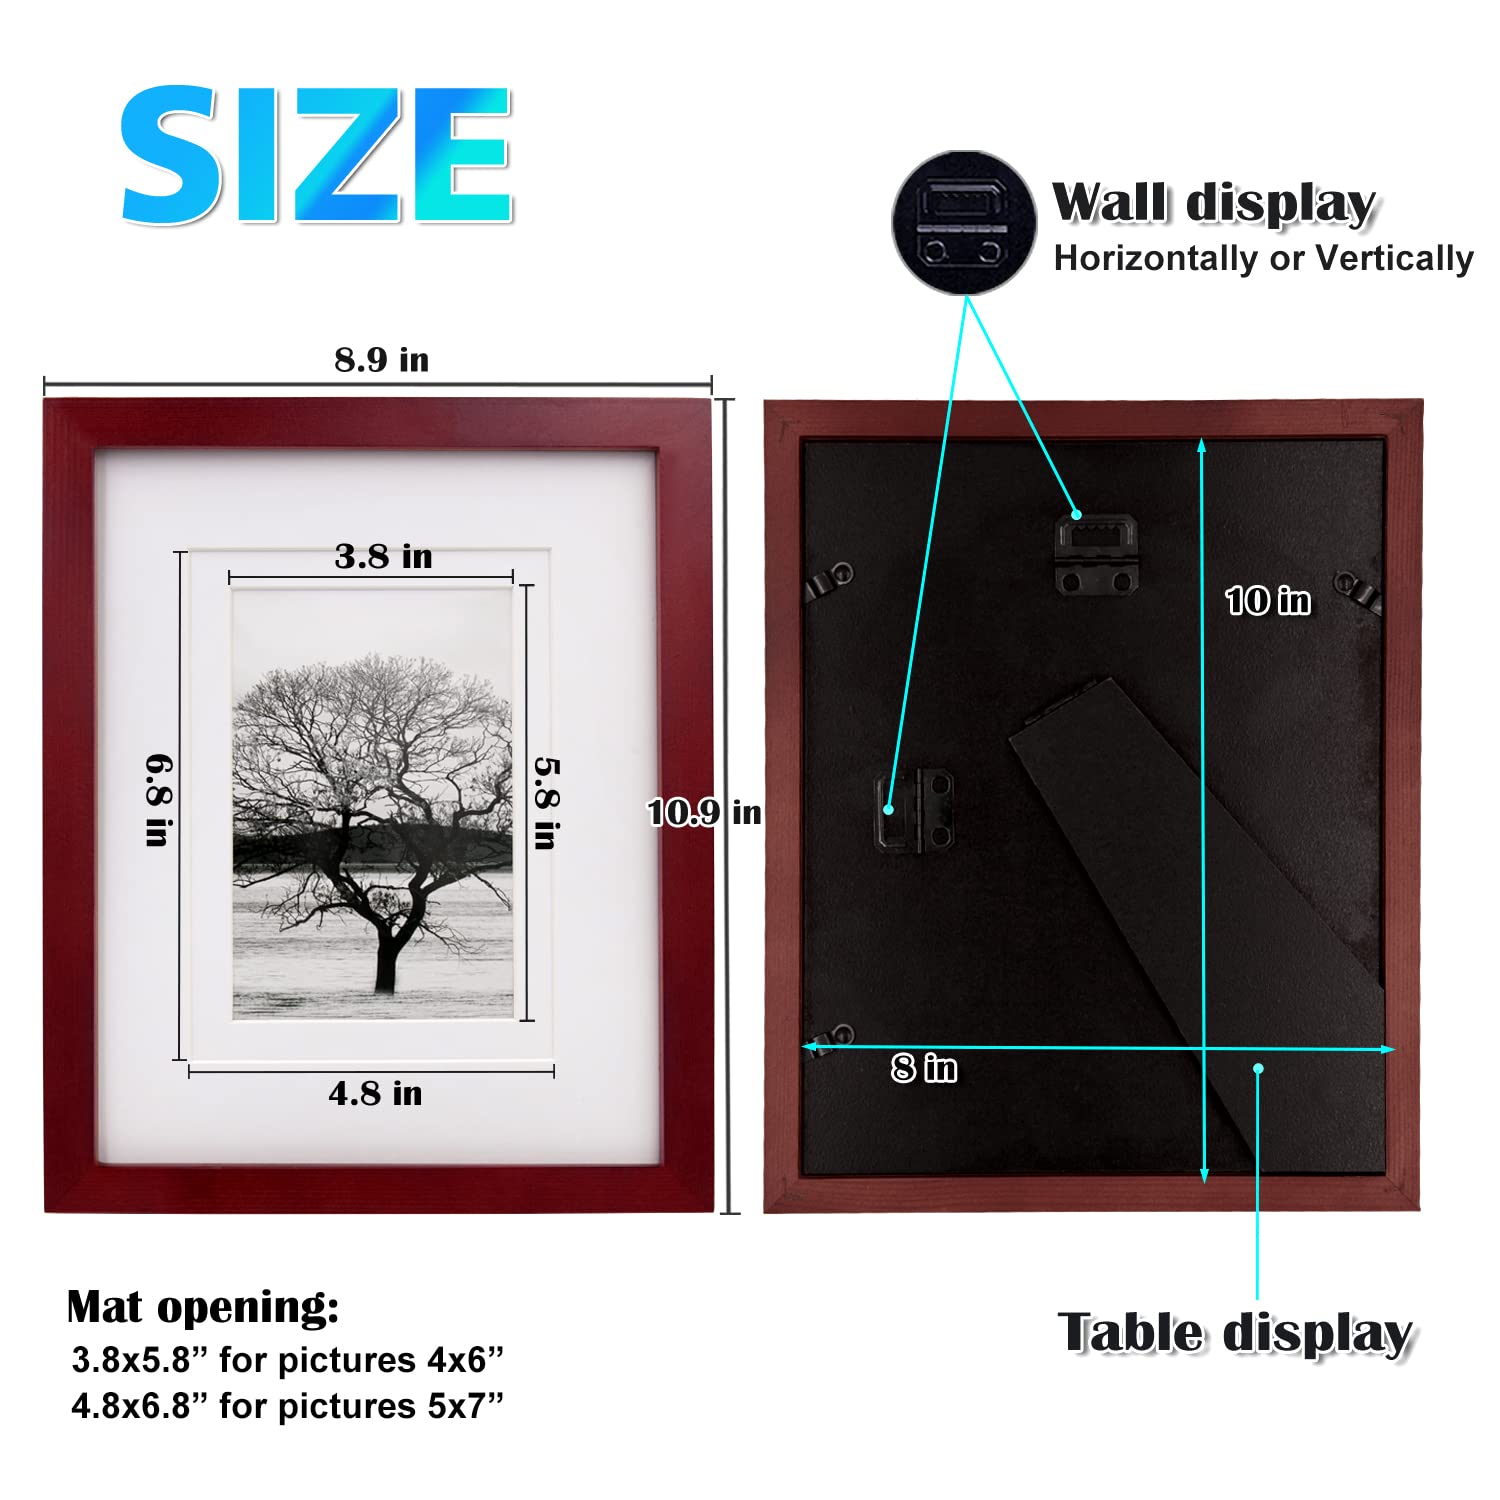 SIZE
Wall display
Horizontally or Vertically
8.9 in
3.8 in
6.8 in
5.8 in
10.9 in
4.8 in
10 in
8 in
Mat opening:
3.8x5.8” for pictures 4x6”
4.8x6.8” for pictures 5x7”
Table display